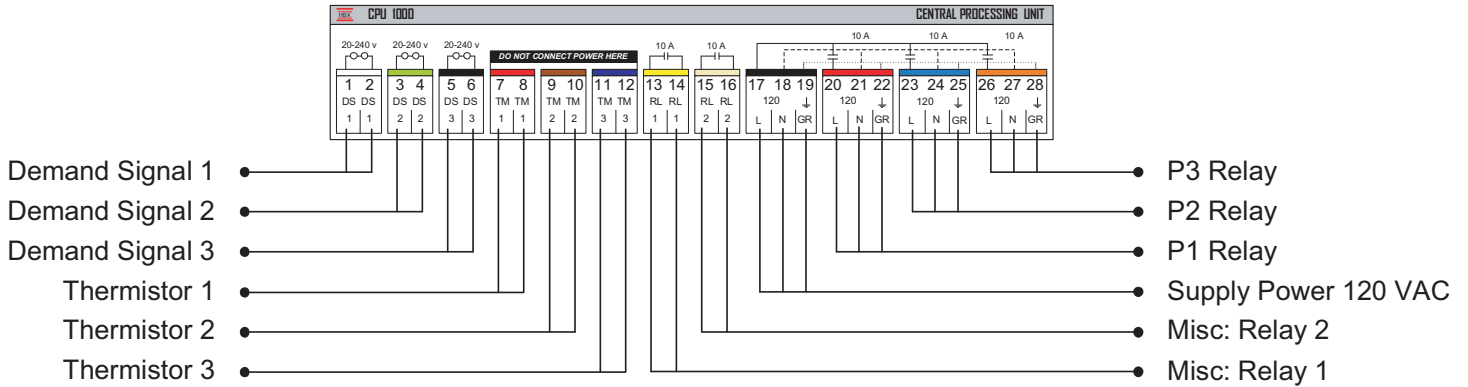 HBX CPU 1000 CENTRAL PROCESSING UNIT
20-240 v 20-240 v 20-240 v DO NOT CONNECT POWER HERE 10 A 10 A 10 A 10 A 10 A
1 2 3 4 5 6 7 8 9 10 11 12 13 14 15 16 17 18 19 20 21 22 23 24 25 26 27 28
DS DS DS DS DS DS TM TM TM TM TM TM RL RL RL RL 120 120 120 120
1 1 2 2 3 3 1 1 2 2 3 3 1 1 2 2 L N GR L N GR L N GR L N GR
Demand Signal 1
Demand Signal 2
Demand Signal 3
Thermistor 1
Thermistor 2
Thermistor 3
P3 Relay
P2 Relay
P1 Relay
Supply Power 120 VAC
Misc: Relay 2
Misc: Relay 1